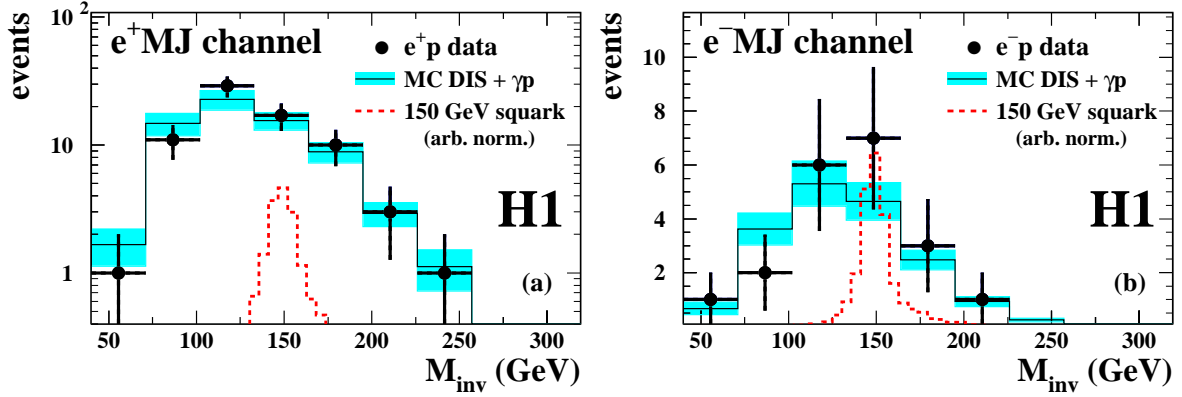 events
10²
10
1
e⁺MJ channel
e⁺p data
MC DIS + γp
150 GeV squark
(arb. norm.)
H1
(a)
50 100 150 200 250 300
M_inv (GeV)
events
10
8
6
4
2
e⁻MJ channel
e⁻p data
MC DIS + γp
150 GeV squark
(arb. norm.)
H1
(b)
50 100 150 200 250 300
M_inv (GeV)